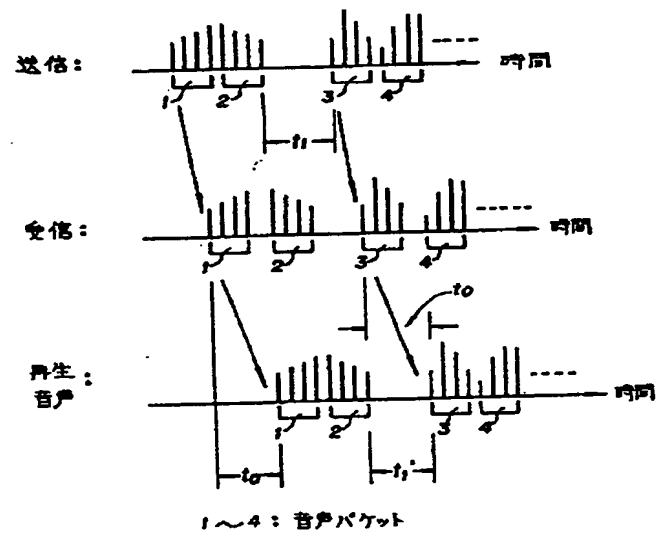 送信：
時間
1 2 3 4
t₁
受信：
時間
1 2 3 4
t₀
再生
音声：
時間
1 2 3 4
t₀ t₁'
1〜4：音声パケット